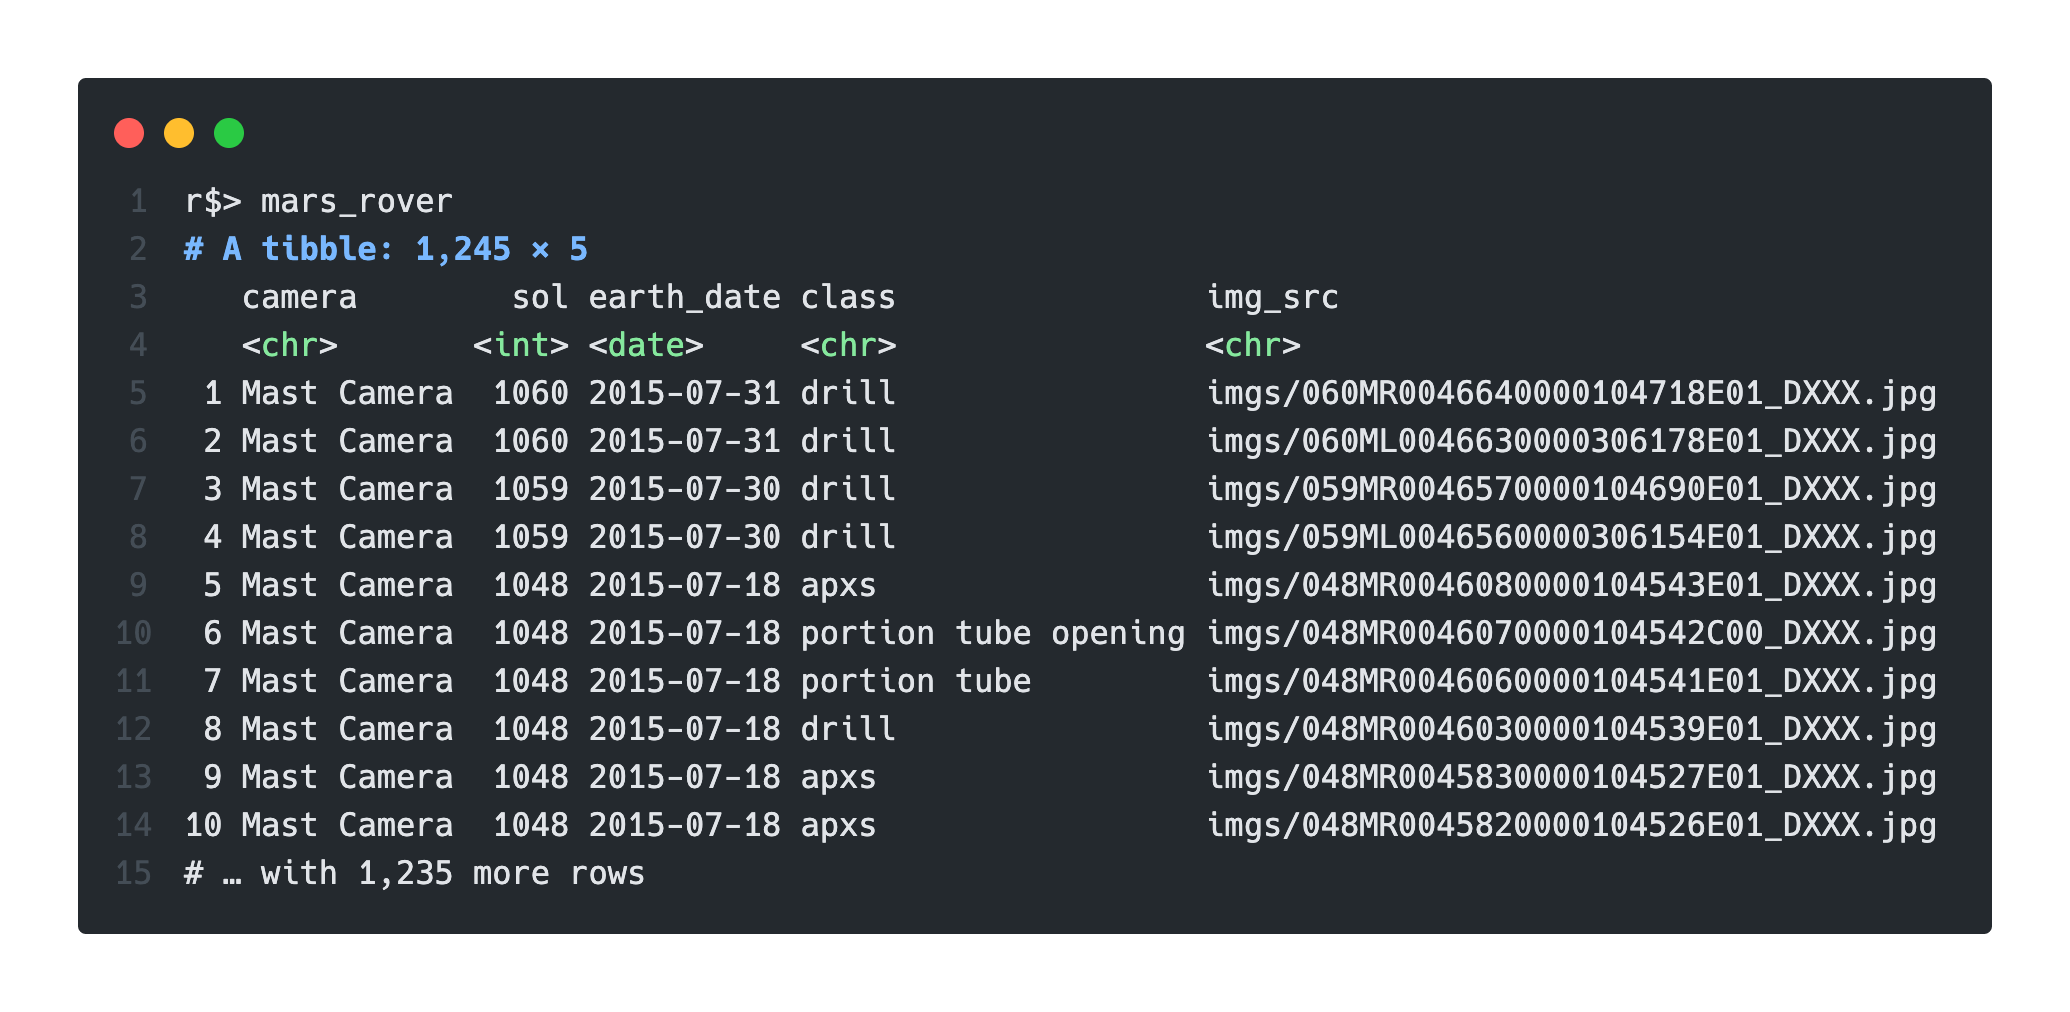 1 r$> mars_rover
2 # A tibble: 1,245 × 5
3    camera        sol earth_date class                img_src
4    <chr>       <int> <date>     <chr>                <chr>
5  1 Mast Camera  1060 2015-07-31 drill                imgs/060MR0046640000104718E01_DXXX.jpg
6  2 Mast Camera  1060 2015-07-31 drill                imgs/060ML0046630000306178E01_DXXX.jpg
7  3 Mast Camera  1059 2015-07-30 drill                imgs/059MR0046570000104690E01_DXXX.jpg
8  4 Mast Camera  1059 2015-07-30 drill                imgs/059ML0046560000306154E01_DXXX.jpg
9  5 Mast Camera  1048 2015-07-18 apxs                 imgs/048MR0046080000104543E01_DXXX.jpg
10  6 Mast Camera  1048 2015-07-18 portion tube opening imgs/048MR0046070000104542C00_DXXX.jpg
11  7 Mast Camera  1048 2015-07-18 portion tube         imgs/048MR0046060000104541E01_DXXX.jpg
12  8 Mast Camera  1048 2015-07-18 drill                imgs/048MR0046030000104539E01_DXXX.jpg
13  9 Mast Camera  1048 2015-07-18 apxs                 imgs/048MR0045830000104527E01_DXXX.jpg
14 10 Mast Camera  1048 2015-07-18 apxs                 imgs/048MR0045820000104526E01_DXXX.jpg
15 # … with 1,235 more rows